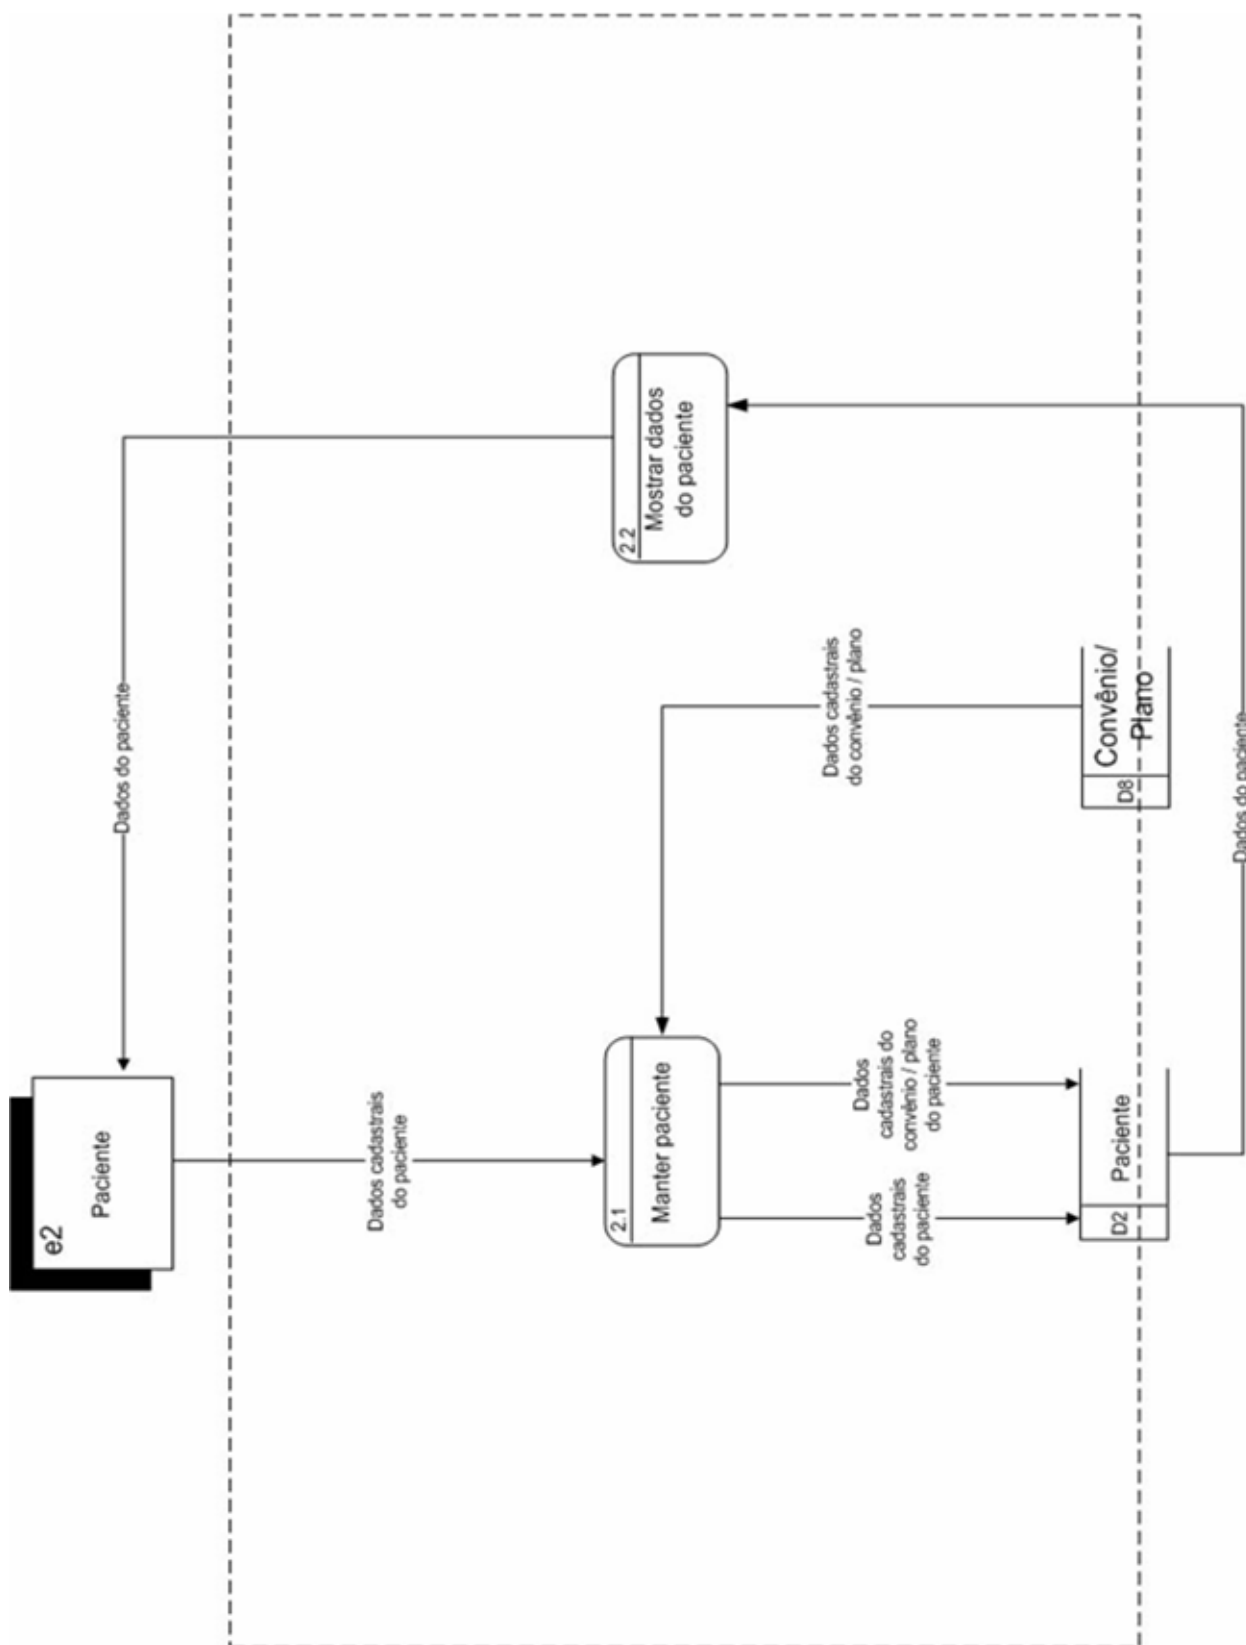 e2
Paciente
Dados do paciente
Dados cadastrais
do paciente
2.1
Manter paciente
2.2
Mostrar dados
do paciente
Dados cadastrais
do convênio / plano
Dados
cadastrais
do paciente
Dados
cadastrais do
convênio / plano
do paciente
D2
Paciente
D8
Convênio/
Plano
Dados do paciente